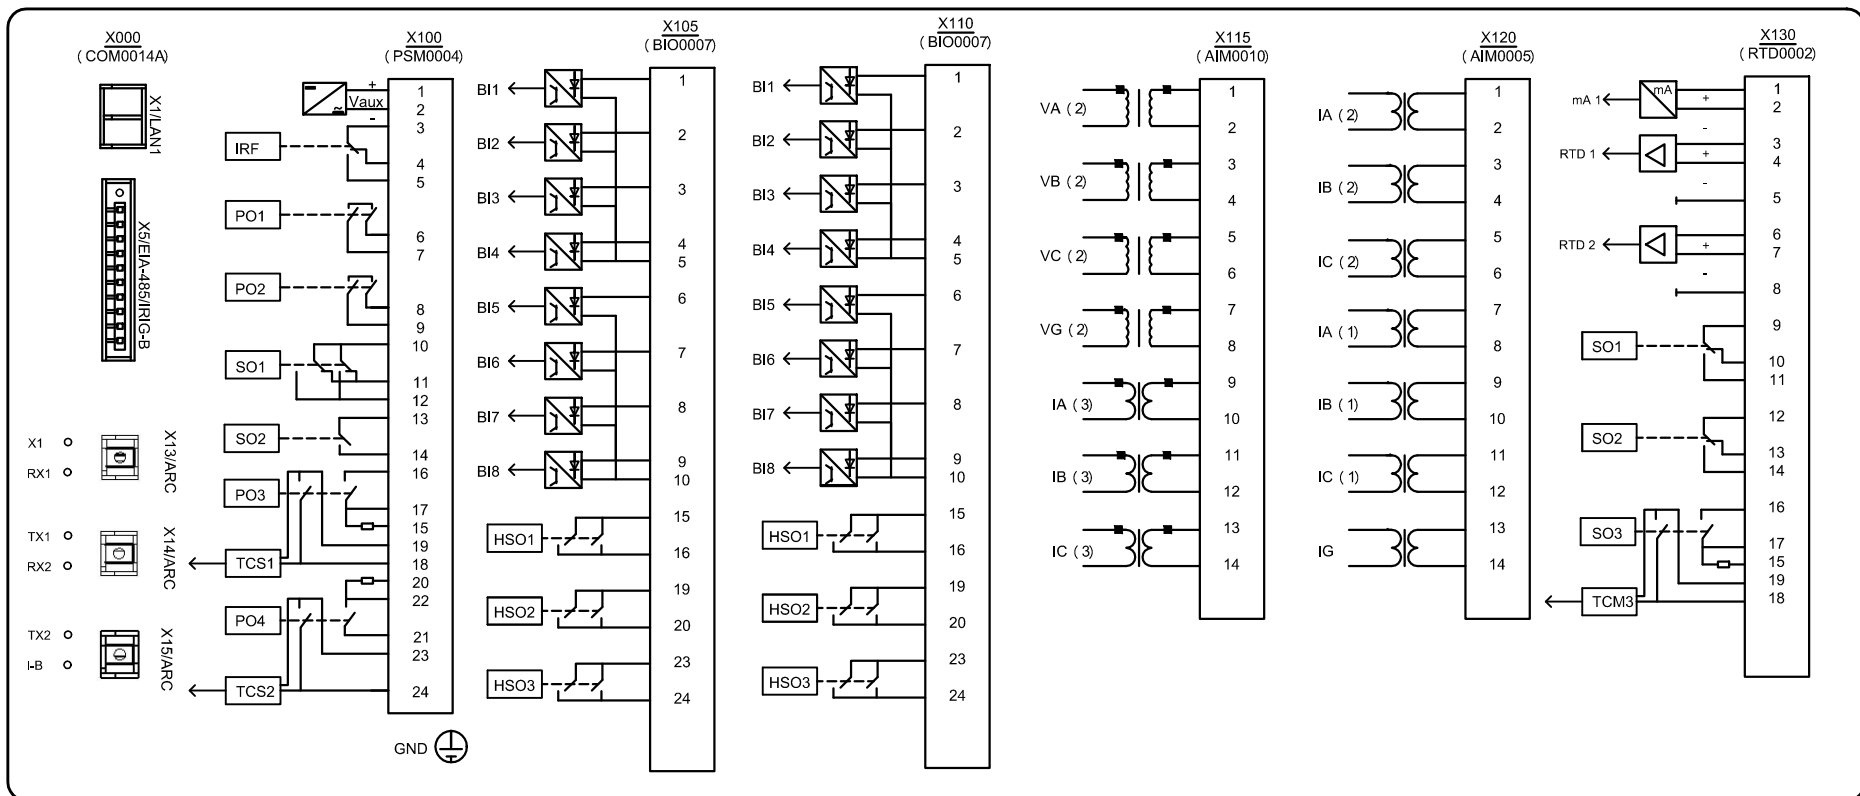 X000
(COM0014A)
X1/LAN1
X5/EIA-485/IRIG-B
X1
RX1
X13/ARC
TX1
RX2
X14/ARC
TX2
I-B
X15/ARC
X100
(PSM0004)
+
Vaux
-
1
2
3
IRF
4
5
PO1
6
7
PO2
8
9
10
SO1
11
12
13
SO2
14
16
PO3
17
15
19
TCS1
18
20
22
PO4
21
23
TCS2
24
GND
X105
(BIO0007)
BI1
1
BI2
2
BI3
3
BI4
4
5
BI5
6
BI6
7
BI7
8
BI8
9
10
HSO1
15
16
HSO2
19
20
HSO3
23
24
X110
(BIO0007)
BI1
1
BI2
2
BI3
3
BI4
4
5
BI5
6
BI6
7
BI7
8
BI8
9
10
HSO1
15
16
HSO2
19
20
HSO3
23
24
X115
(AIM0010)
VA (2)
1
2
VB (2)
3
4
VC (2)
5
6
VG (2)
7
8
IA (3)
9
10
IB (3)
11
12
IC (3)
13
14
X120
(AIM0005)
IA (2)
1
2
IB (2)
3
4
IC (2)
5
6
IA (1)
7
8
IB (1)
9
10
IC (1)
11
12
IG
13
14
X130
(RTD0002)
mA 1
mA
+
-
1
2
RTD 1
+
-
3
4
5
RTD 2
+
-
6
7
8
SO1
9
10
11
SO2
12
13
14
SO3
16
17
15
19
TCM3
18